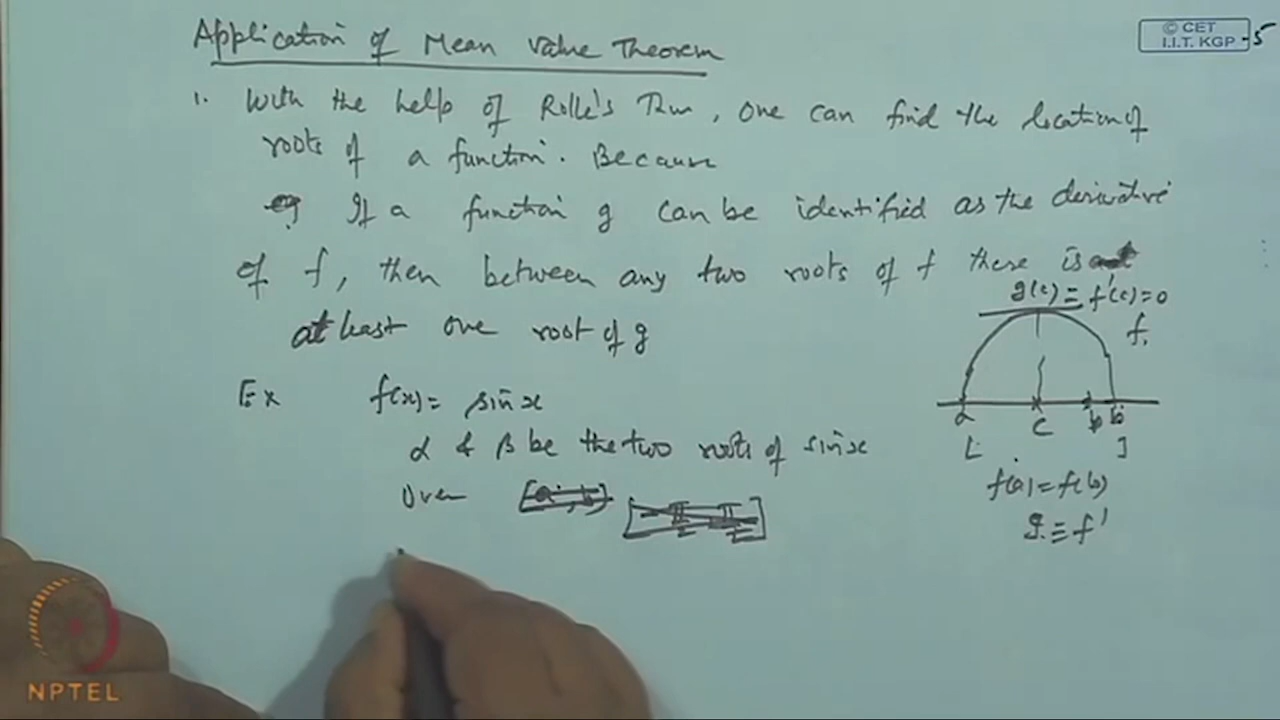 © CET
I.I.T. KGP -5
Application of Mean Value Theorem
1. With the help of Rolle's Thm, one can find the location of
roots of a function. Because
eg If a function g can be identified as the derivative
of f, then between any two roots of f there is
at least one root of g
g(c) ≡ f'(c)=0
f.
Ex f(x) = sin x
α & β be the two roots of sin x
Over
a c b b
[ ]
f(a)=f(b)
g ≡ f'
NPTEL